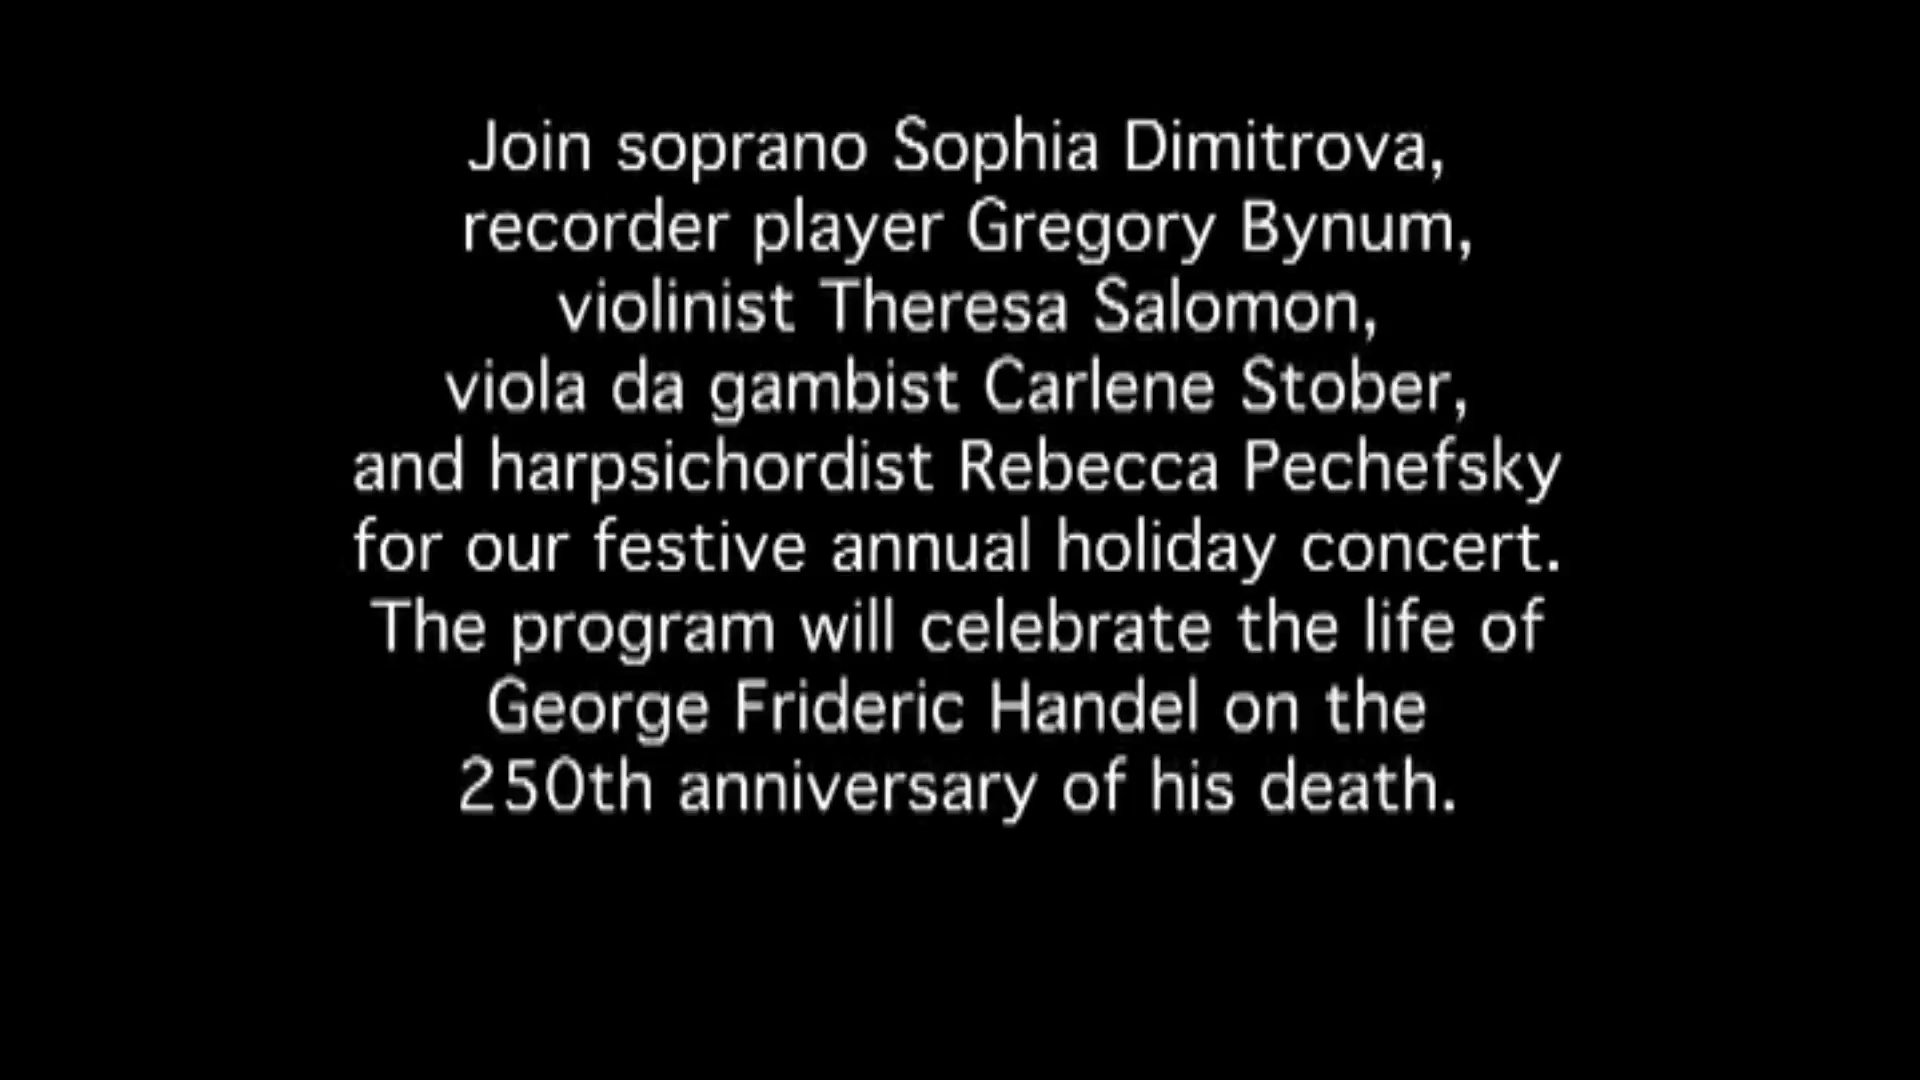 Join soprano Sophia Dimitrova,
recorder player Gregory Bynum,
violinist Theresa Salomon,
viola da gambist Carlene Stober,
and harpsichordist Rebecca Pechefsky
for our festive annual holiday concert.
The program will celebrate the life of
George Frideric Handel on the
250th anniversary of his death.